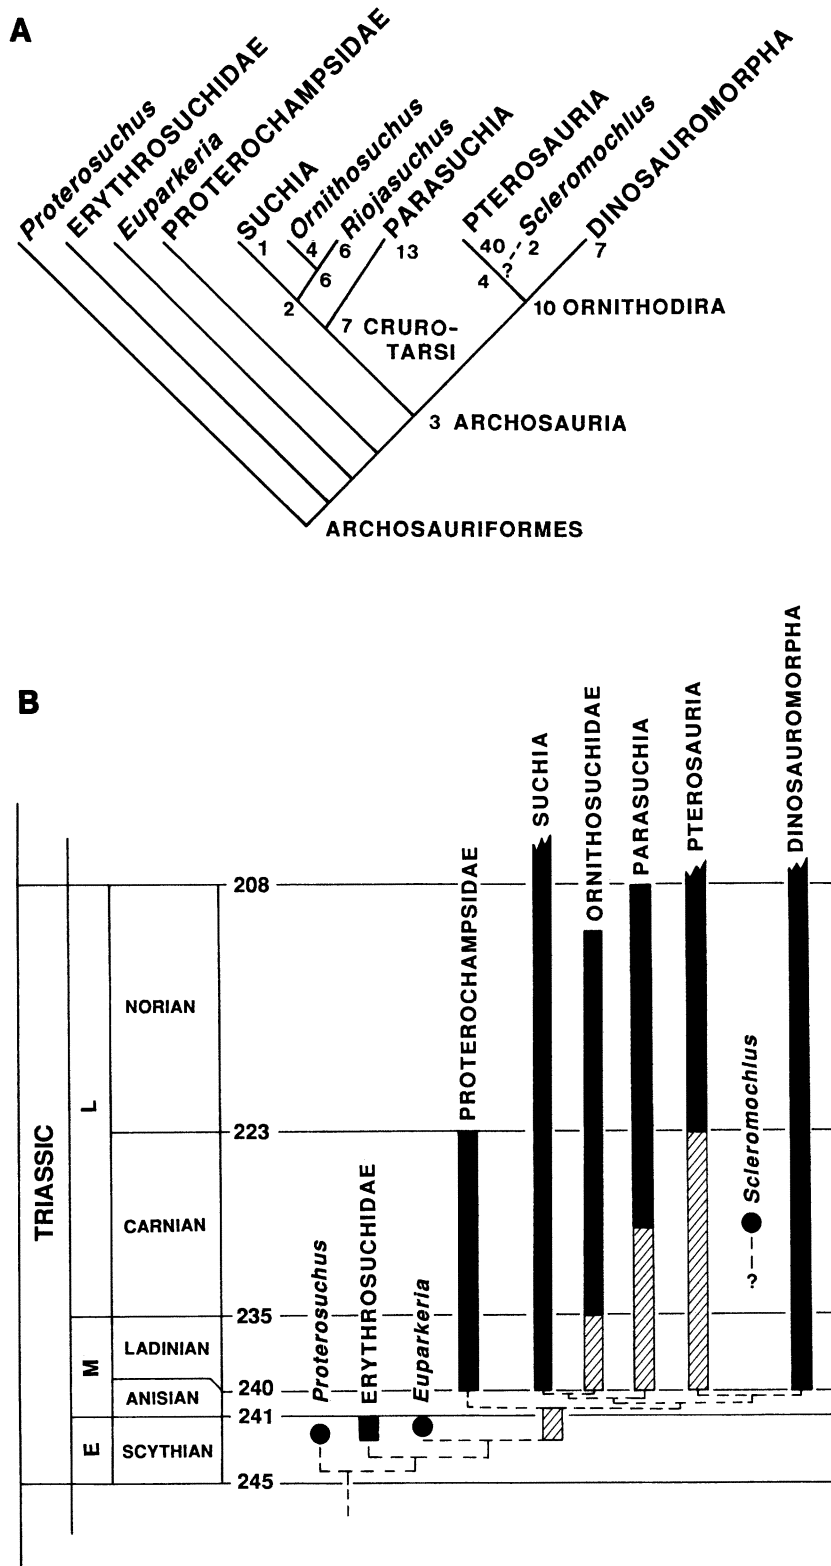 A
Proterosuchus
ERYTHROSUCHIDAE
Euparkeria
PROTEROCHAMPSIDAE
SUCHIA
Ornithosuchus
Riojasuchus
PARASUCHIA
PTEROSAURIA
Scleromochlus
DINOSAUROMORPHA
1
4
6
13
40
2
7
6
?
4
2
10 ORNITHODIRA
7 CRURO-
TARSI
3 ARCHOSAURIA
ARCHOSAURIFORMES
B
PROTEROCHAMPSIDAE
SUCHIA
ORNITHOSUCHIDAE
PARASUCHIA
PTEROSAURIA
DINOSAUROMORPHA
208
NORIAN
L
223
TRIASSIC
CARNIAN
Proterosuchus
ERYTHROSUCHIDAE
Euparkeria
Scleromochlus
?
235
LADINIAN
M
240
ANISIAN
241
E
SCYTHIAN
245